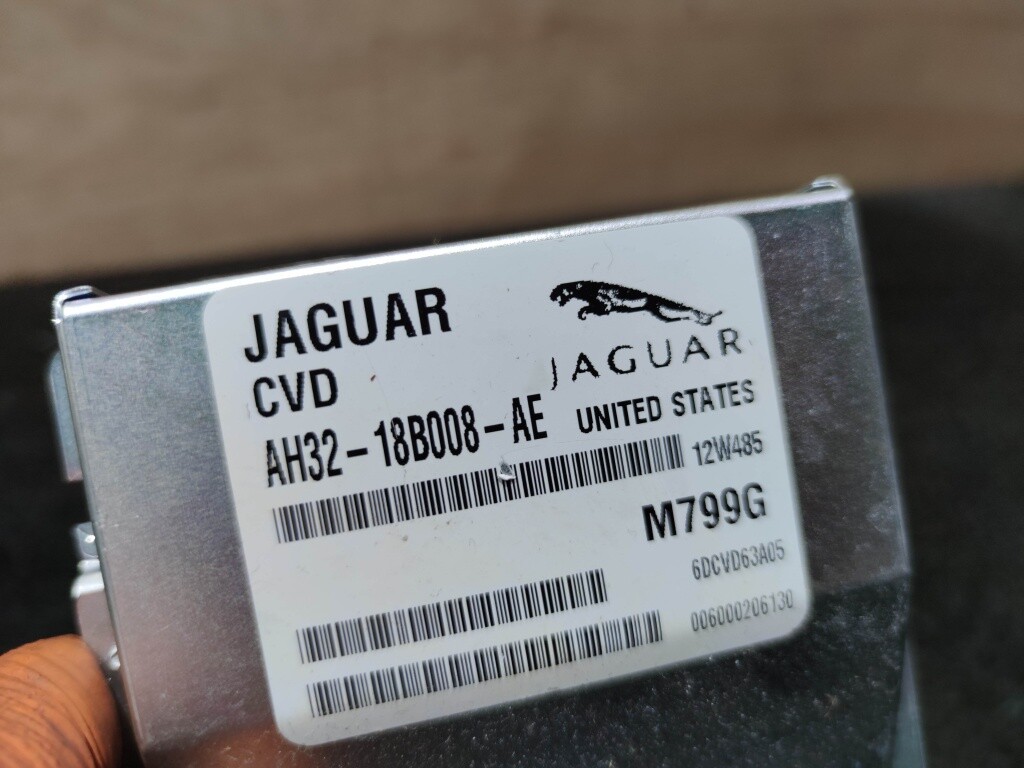 JAGUAR
JAGUAR
CVD
UNITED STATES
AH32-18B008-AE
12W485
M799G
6DCVD63A05
006000206130